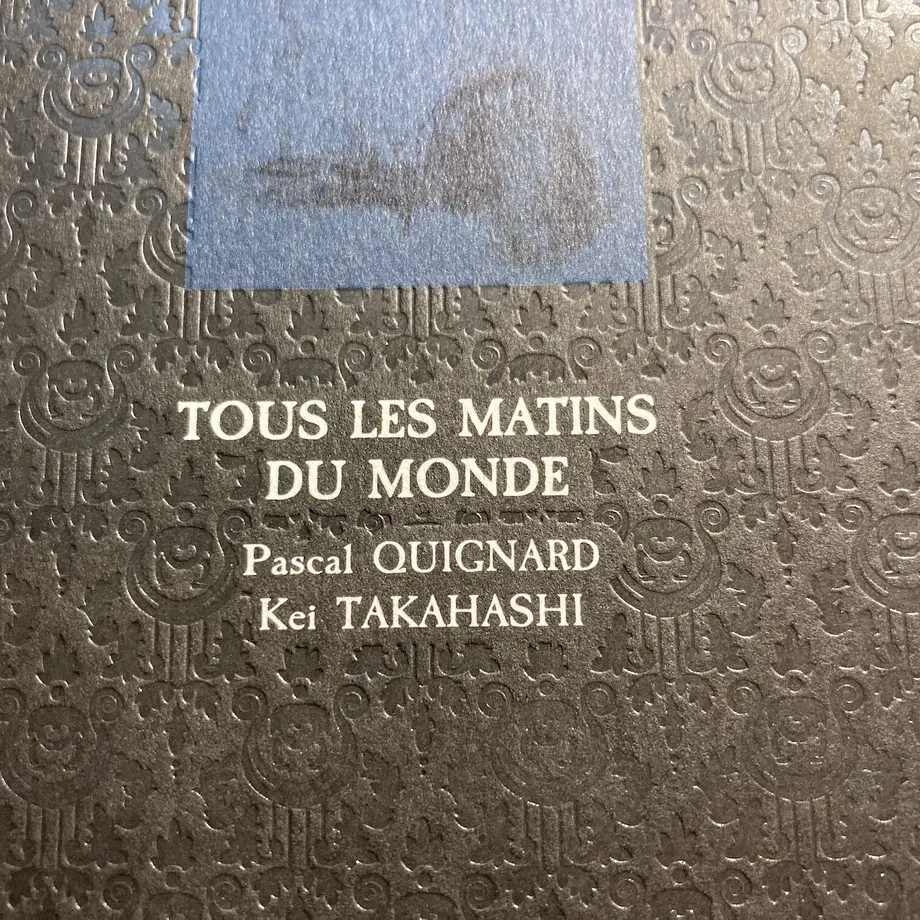 TOUS LES MATINS
DU MONDE
Pascal QUIGNARD
Kei TAKAHASHI